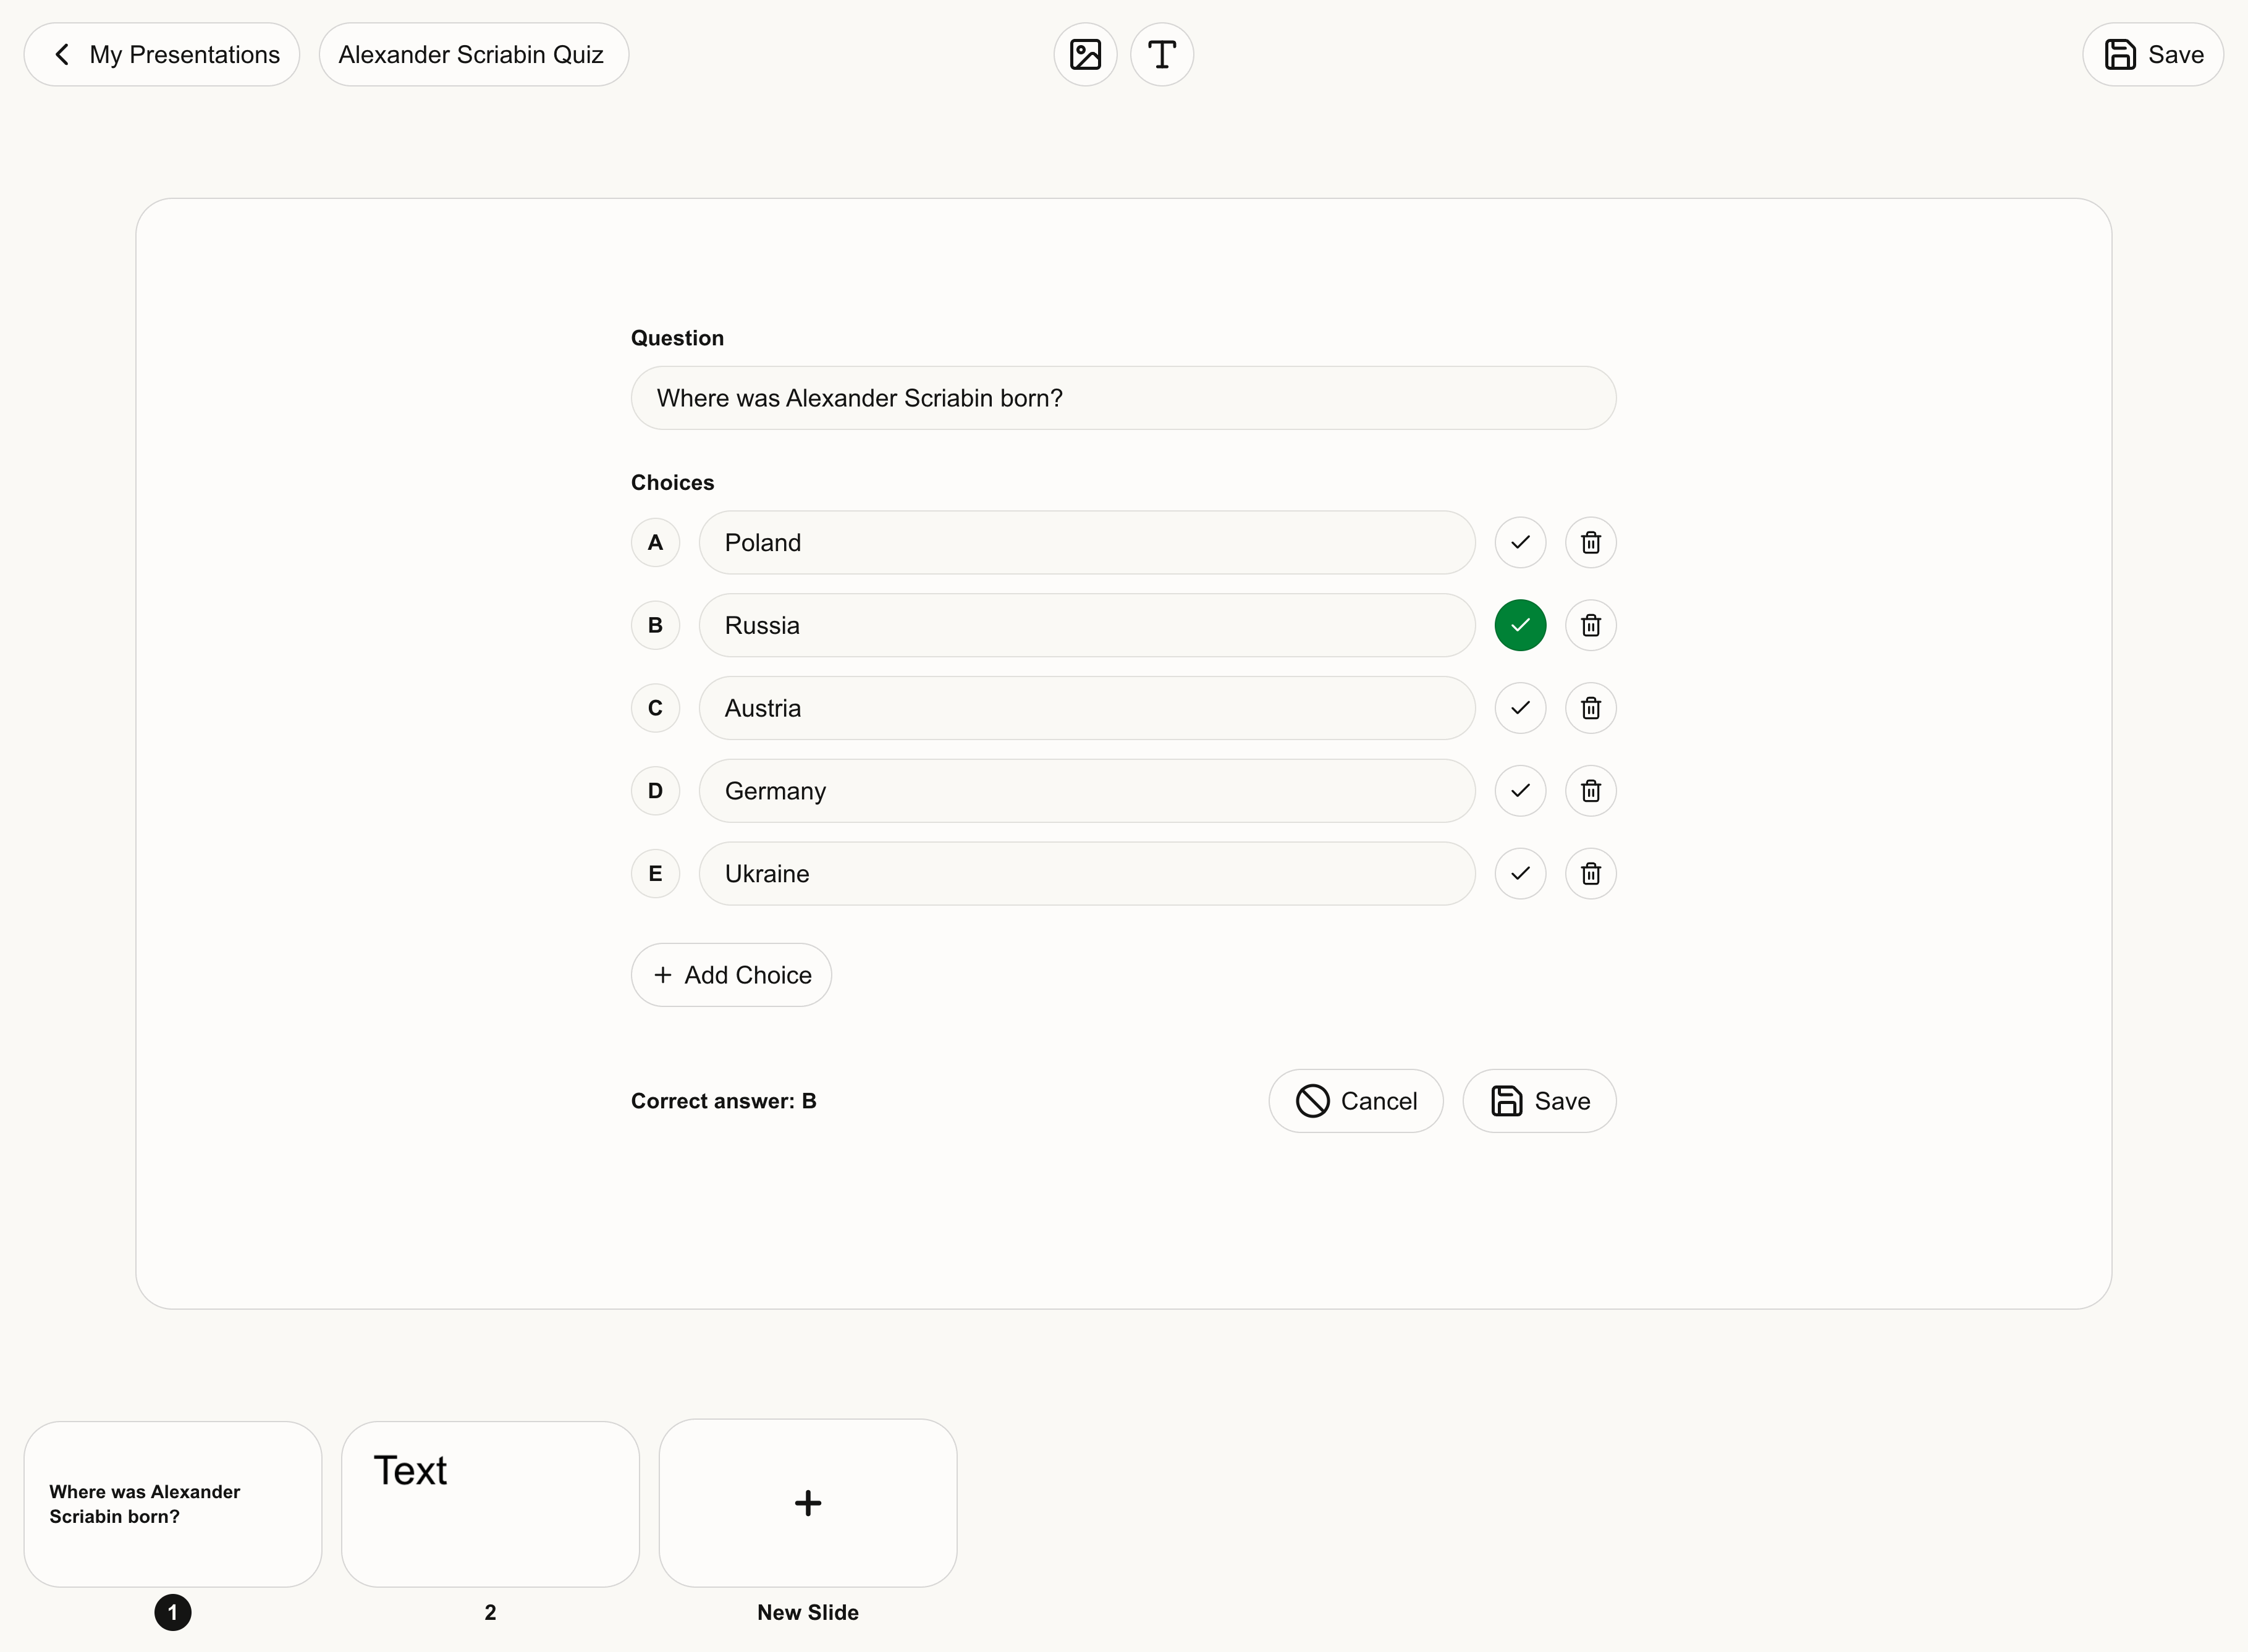 My Presentations
Alexander Scriabin Quiz
Save
Question
Where was Alexander Scriabin born?
Choices
A Poland
B Russia
C Austria
D Germany
E Ukraine
Add Choice
Correct answer: B
Cancel
Save
Where was Alexander
Scriabin born?
1
Text
2
New Slide